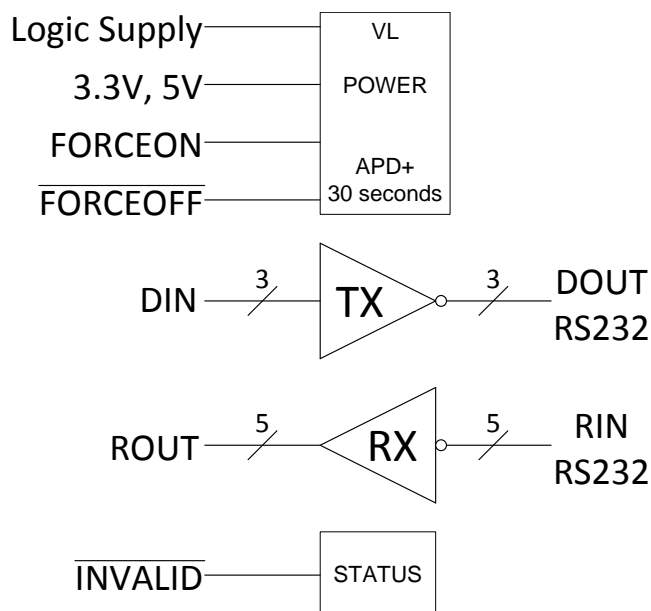 Logic Supply
VL
3.3V, 5V
POWER
FORCEON
APD+
FORCEOFF
30 seconds
3
3
DIN
TX
DOUT
RS232
5
5
ROUT
RX
RIN
RS232
INVALID
STATUS